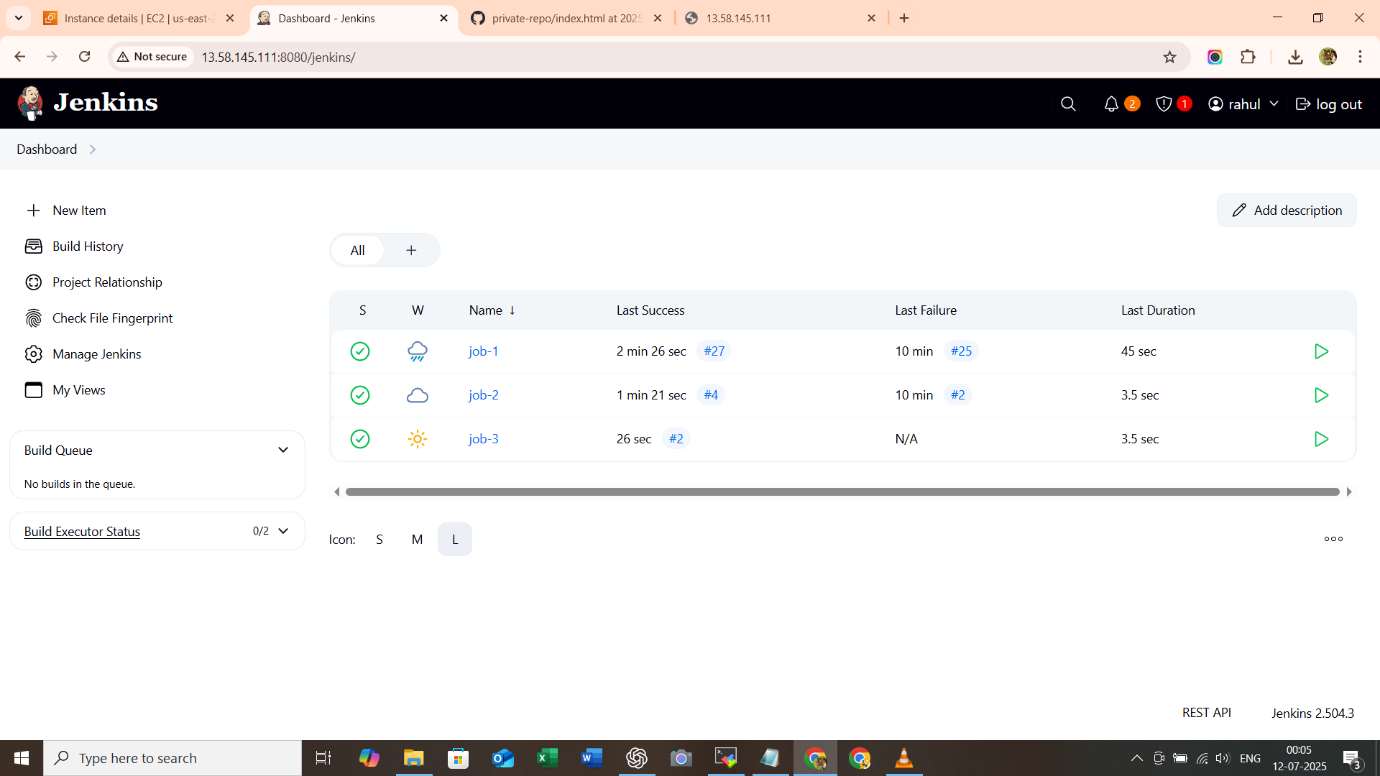 Instance details | EC2 | us-east-2
Dashboard - Jenkins
private-repo/index.html at 2025
13.58.145.111
Not secure
13.58.145.111:8080/jenkins/
Jenkins
2
1
rahul
log out
Dashboard
New Item
Build History
Project Relationship
Check File Fingerprint
Manage Jenkins
My Views
Build Queue
No builds in the queue.
Build Executor Status 0/2
Add description
All +
S W Name ↓ Last Success Last Failure Last Duration
job-1 2 min 26 sec #27 10 min #25 45 sec
job-2 1 min 21 sec #4 10 min #2 3.5 sec
job-3 26 sec #2 N/A 3.5 sec
Icon: S M L
REST API Jenkins 2.504.3
Type here to search
ENG
00:05
12-07-2025
3